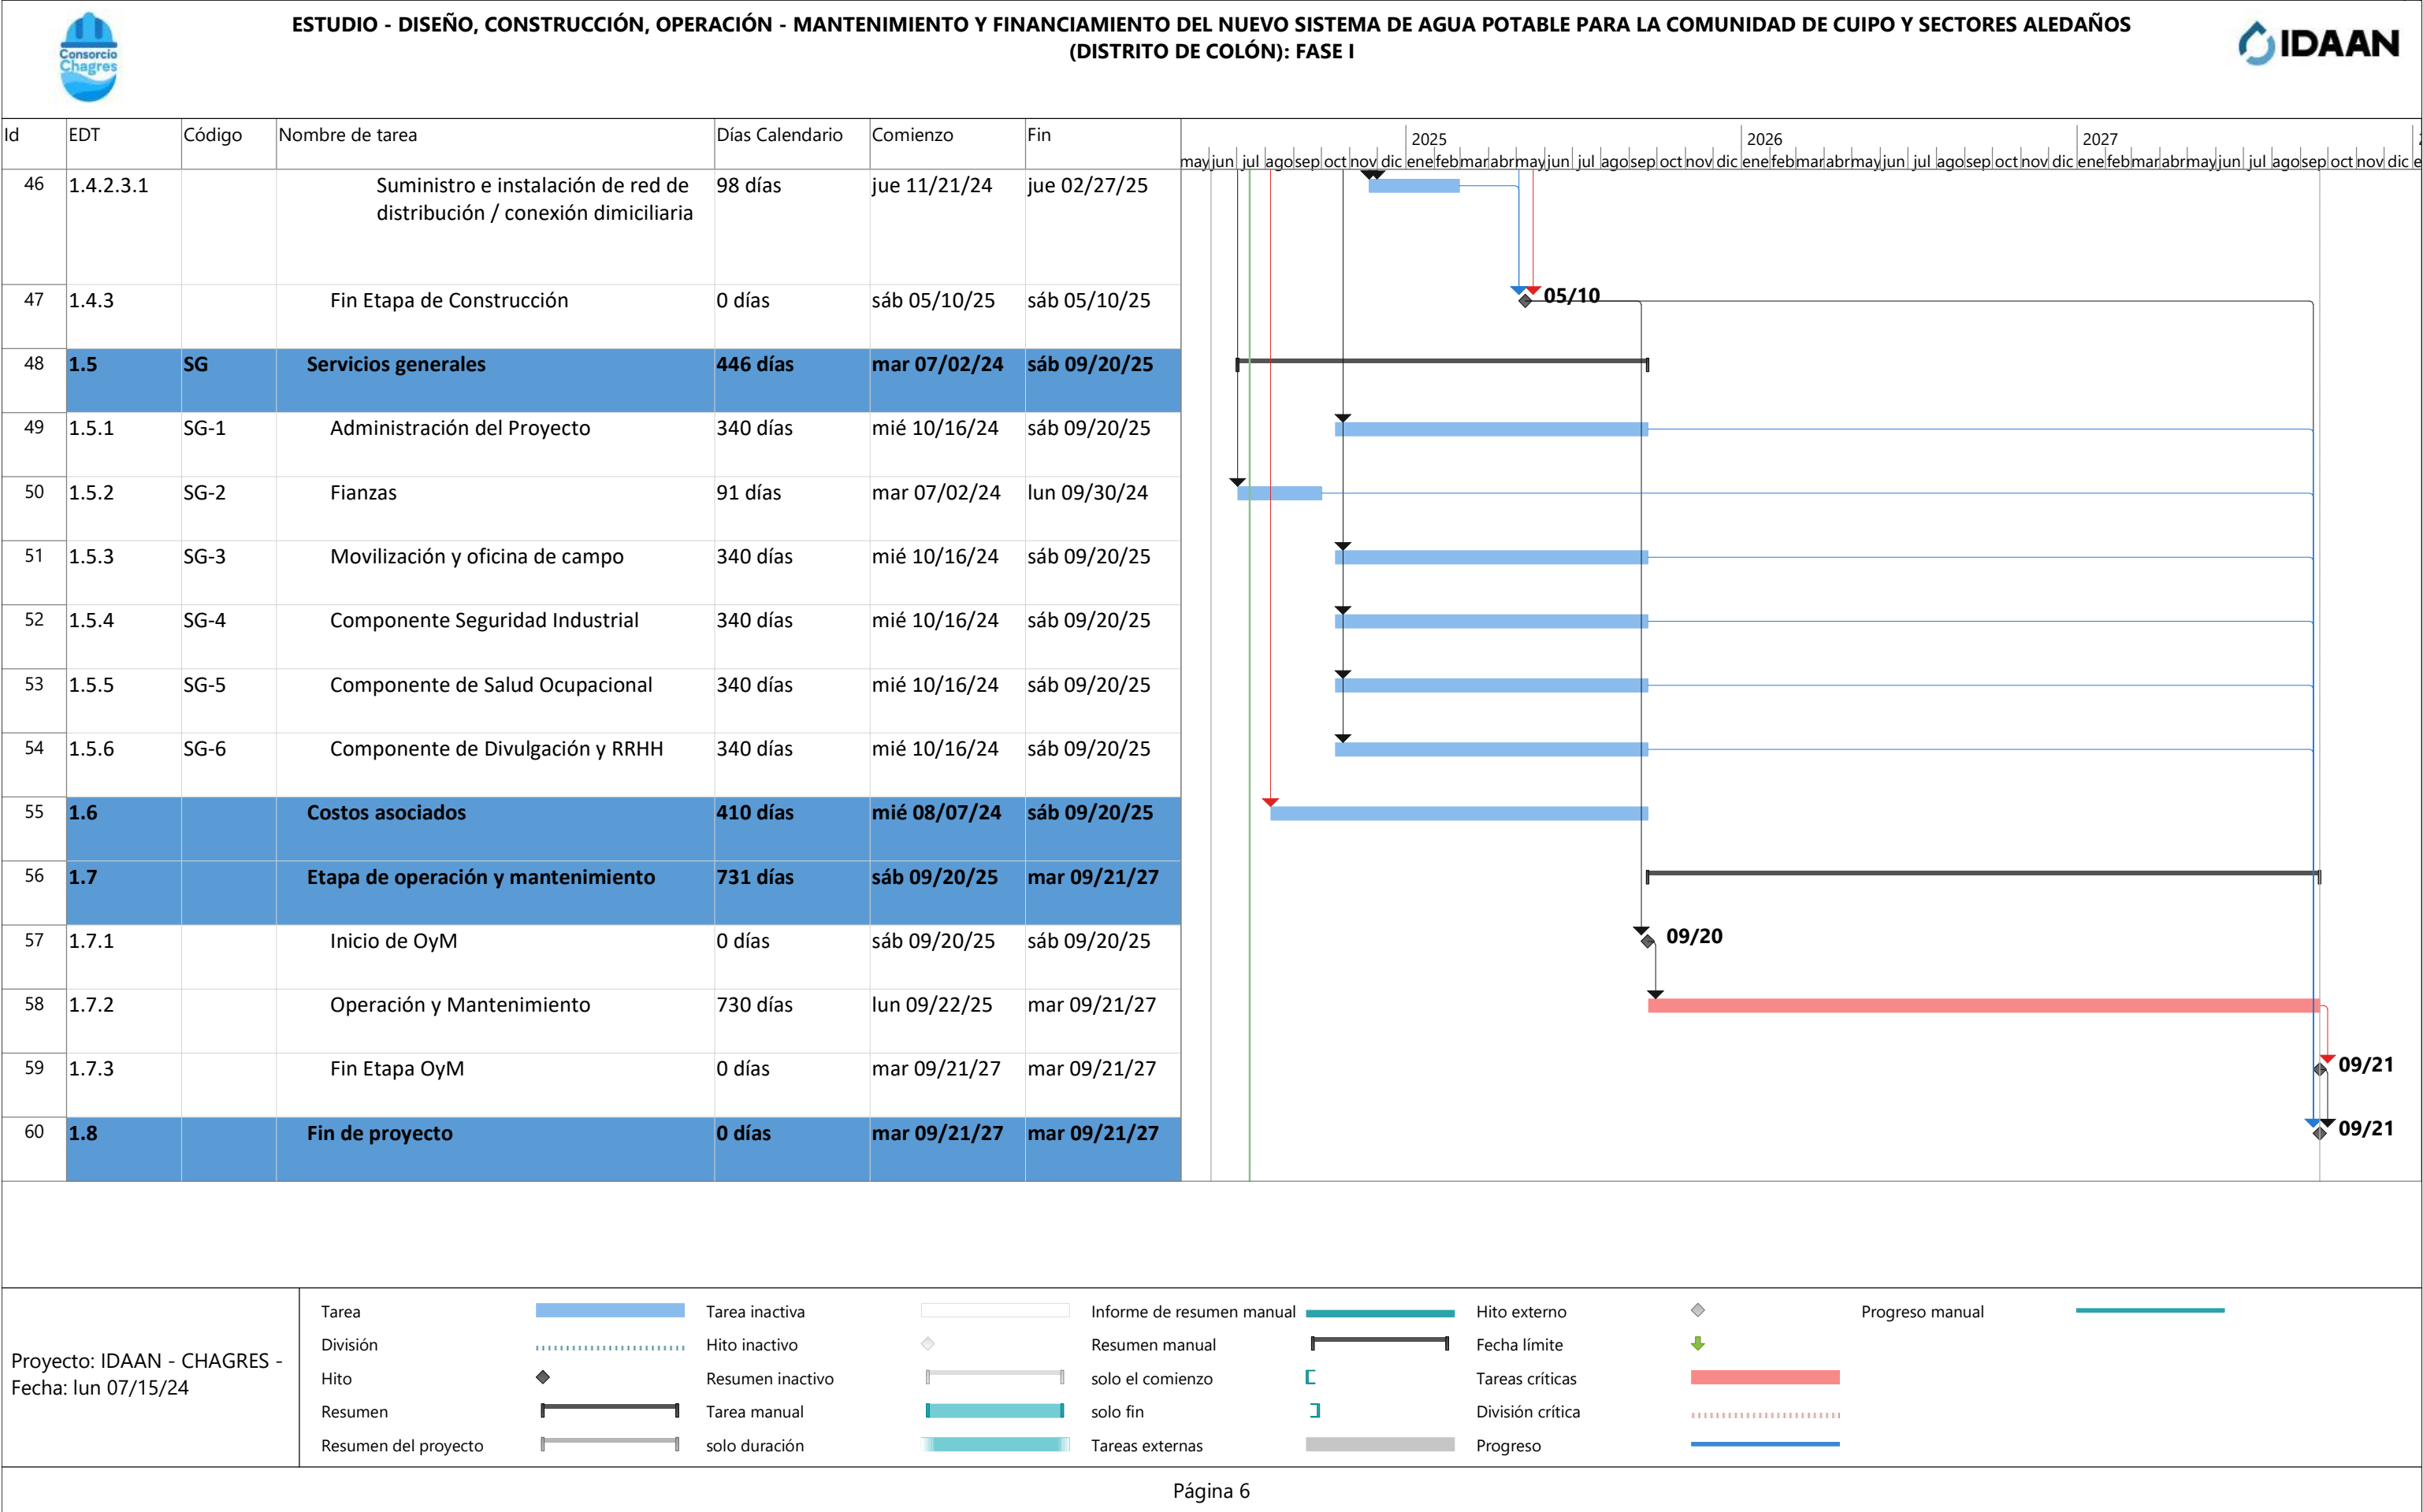 ESTUDIO - DISEÑO, CONSTRUCCIÓN, OPERACIÓN - MANTENIMIENTO Y FINANCIAMIENTO DEL NUEVO SISTEMA DE AGUA POTABLE PARA LA COMUNIDAD DE CUIPO Y SECTORES ALEDAÑOS
(DISTRITO DE COLÓN): FASE I
Consorcio
Chagres
IDAAN
Id EDT Código Nombre de tarea Días Calendario Comienzo Fin
2025 2026 2027
may jun jul ago sep oct nov dic ene feb mar abr may jun jul ago sep oct nov dic ene feb mar abr may jun jul ago sep oct nov dic ene feb mar abr may jun jul ago sep oct nov dic e
46 1.4.2.3.1 Suministro e instalación de red de 98 días jue 11/21/24 jue 02/27/25
distribución / conexión dimiciliaria
47 1.4.3 Fin Etapa de Construcción 0 días sáb 05/10/25 sáb 05/10/25 05/10
48 1.5 SG Servicios generales 446 días mar 07/02/24 sáb 09/20/25
49 1.5.1 SG-1 Administración del Proyecto 340 días mié 10/16/24 sáb 09/20/25
50 1.5.2 SG-2 Fianzas 91 días mar 07/02/24 lun 09/30/24
51 1.5.3 SG-3 Movilización y oficina de campo 340 días mié 10/16/24 sáb 09/20/25
52 1.5.4 SG-4 Componente Seguridad Industrial 340 días mié 10/16/24 sáb 09/20/25
53 1.5.5 SG-5 Componente de Salud Ocupacional 340 días mié 10/16/24 sáb 09/20/25
54 1.5.6 SG-6 Componente de Divulgación y RRHH 340 días mié 10/16/24 sáb 09/20/25
55 1.6 Costos asociados 410 días mié 08/07/24 sáb 09/20/25
56 1.7 Etapa de operación y mantenimiento 731 días sáb 09/20/25 mar 09/21/27
57 1.7.1 Inicio de OyM 0 días sáb 09/20/25 sáb 09/20/25 09/20
58 1.7.2 Operación y Mantenimiento 730 días lun 09/22/25 mar 09/21/27
59 1.7.3 Fin Etapa OyM 0 días mar 09/21/27 mar 09/21/27 09/21
60 1.8 Fin de proyecto 0 días mar 09/21/27 mar 09/21/27 09/21
Proyecto: IDAAN - CHAGRES -
Fecha: lun 07/15/24
Tarea Tarea inactiva Informe de resumen manual Hito externo Progreso manual
División Hito inactivo Resumen manual Fecha límite
Hito Resumen inactivo solo el comienzo Tareas críticas
Resumen Tarea manual solo fin División crítica
Resumen del proyecto solo duración Tareas externas Progreso
Página 6